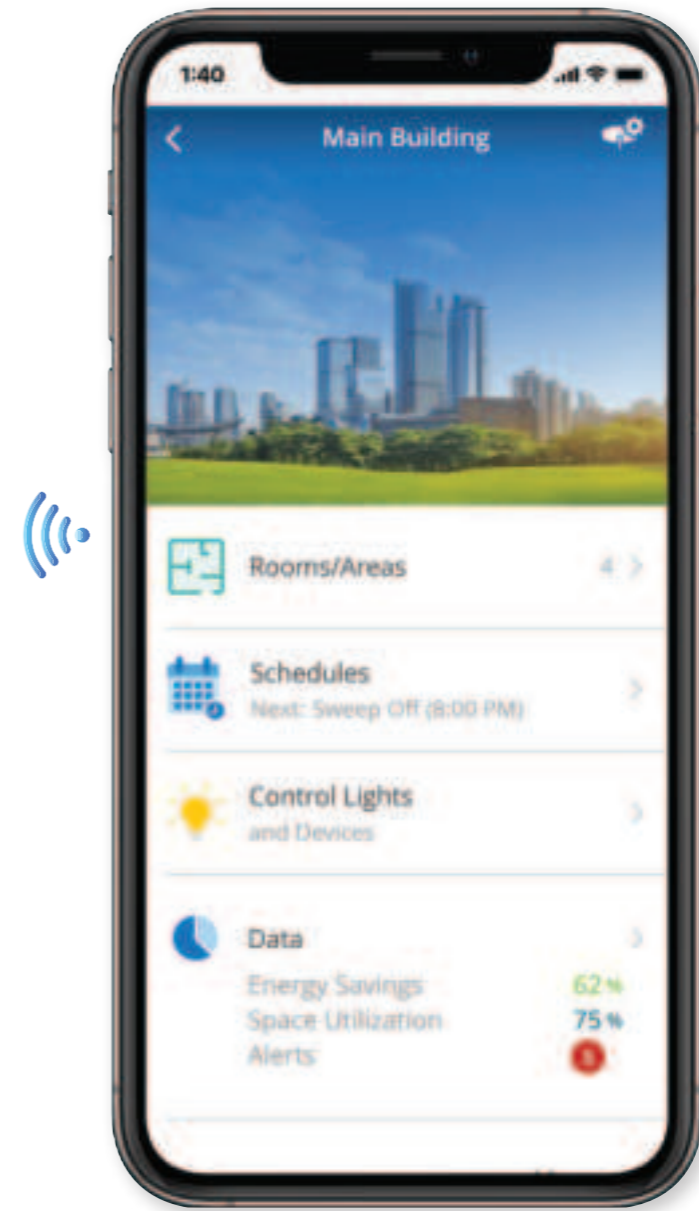 1:40
Main Building
Rooms/Areas 4
Schedules
Next: Sweep Off (8:00 PM)
Control Lights
and Devices
Data
Energy Savings 62%
Space Utilization 75%
Alerts